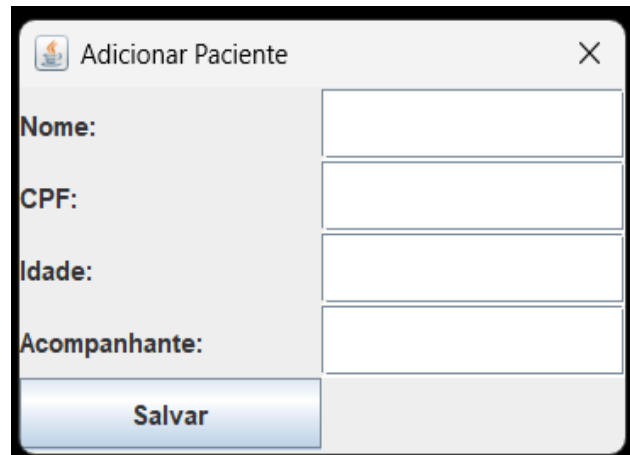 Adicionar Paciente
Nome:
CPF:
Idade:
Acompanhante:
Salvar